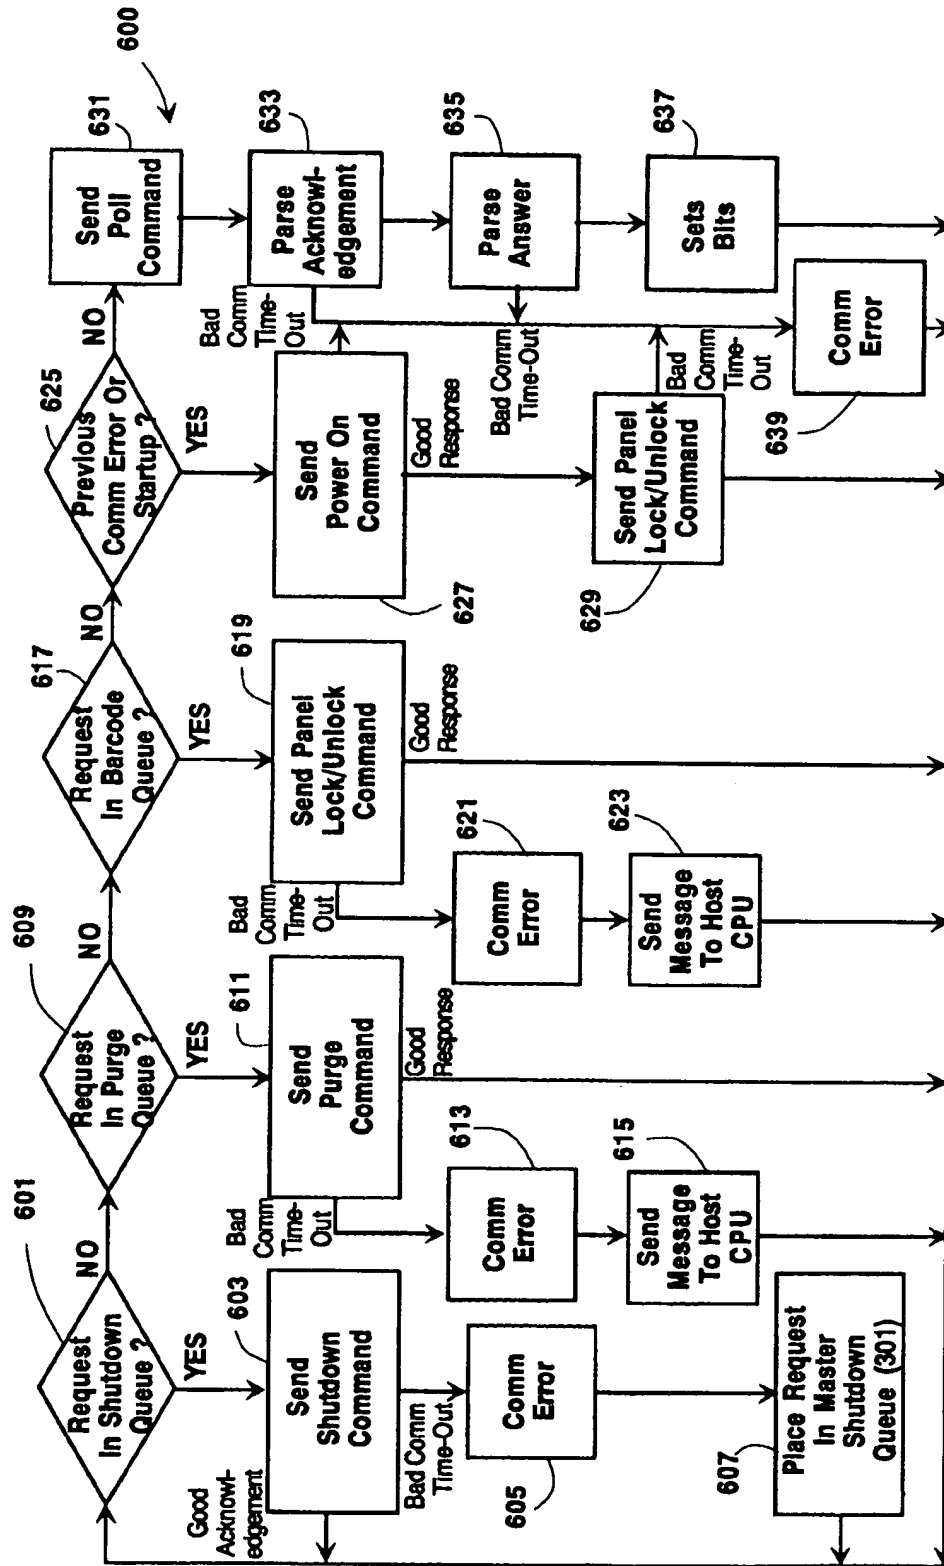 600
601
Request
In Shutdown
Queue ?
NO
YES
603
Send
Shutdown
Command
Good
Acknowl-
edgement
Bad Comm
Time-Out
605
Comm
Error
607
Place Request
In Master
Shutdown
Queue (301)
609
Request
In Purge
Queue ?
NO
YES
611
Send
Purge
Command
Bad
Comm
Time-
Out
Good
Response
613
Comm
Error
615
Send
Message
To Host
CPU
617
Request
In Barcode
Queue ?
NO
YES
619
Send Panel
Lock/Unlock
Command
Bad
Comm
Time-
Out
Good
Response
621
Comm
Error
623
Send
Message
To Host
CPU
625
Previous
Comm Error Or
Startup ?
NO
YES
627
Send
Power On
Command
Good
Response
629
Send Panel
Lock/Unlock
Command
Bad
Comm
Time-Out
631
Send
Poll
Command
633
Parse
Acknowl-
edgement
Bad
Comm
Time-
Out
635
Parse
Answer
Bad Comm
Time-Out
637
Sets
Bits
639
Comm
Error